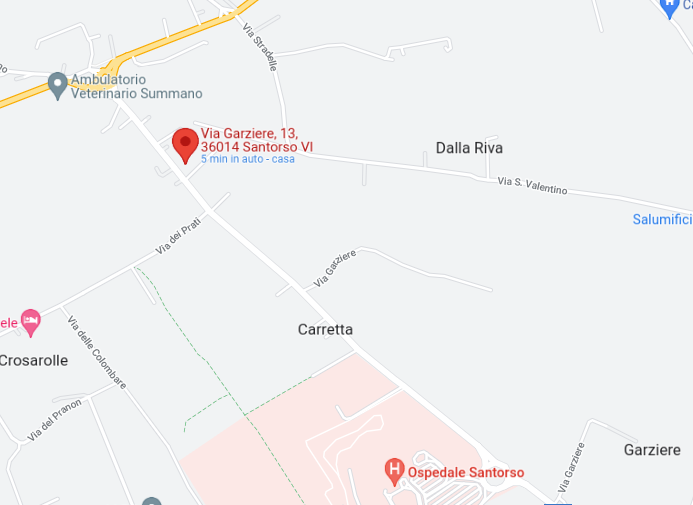 Ca
Via Stradelle
no
Ambulatorio
Veterinario Summano
Via Garziere, 13,
36014 Santorso VI
5 min in auto - casa
Dalla Riva
Via S. Valentino
Salumifici
Via dei Prati
Via Garziere
ele
H
Carretta
Crosarolle
Via delle Colombare
Via del Pranon
H
Ospedale Santorso
Via Garziere
Garziere